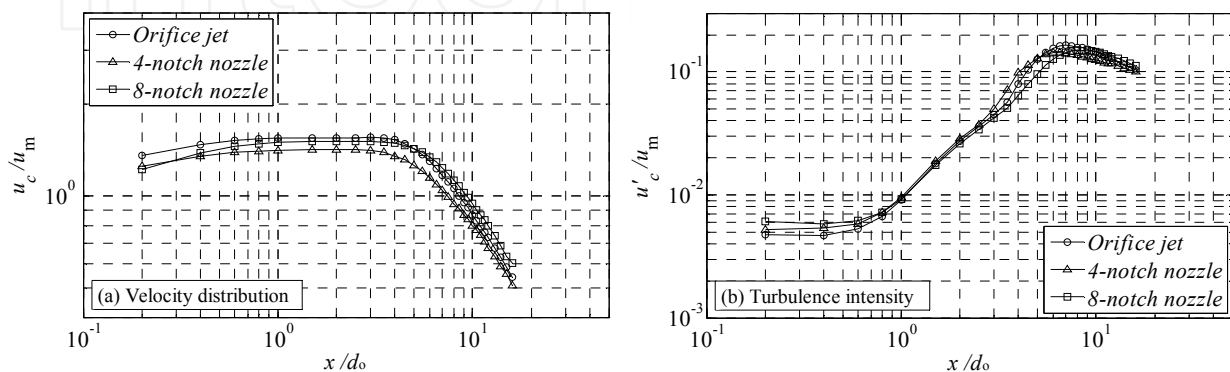 Orifice jet
4-notch nozzle
8-notch nozzle
u_c/u_m
10^0
(a) Velocity distribution
10^-1
10^0
10^1
x/d_o
u'_c/u_m
10^-1
10^-2
10^-3
Orifice jet
4-notch nozzle
8-notch nozzle
(b) Turbulence intensity
10^-1
10^0
10^1
x/d_o